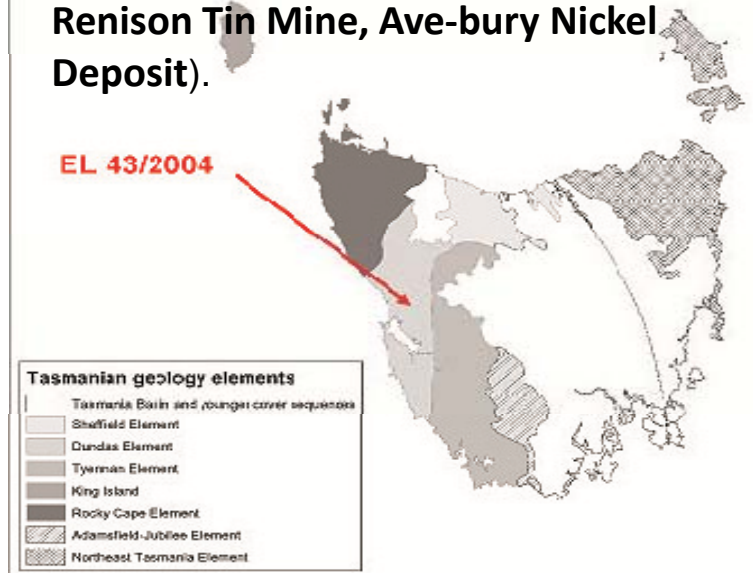 Renison Tin Mine, Ave-bury Nickel
Deposit).
EL 43/2004
Tasmanian geology elements
Tasmania Basin and younger cover sequences
Sheffield Element
Dundas Element
Tyennan Element
King Island
Rocky Cape Element
Adamsfield-Jubilee Element
Northeast Tasmania Element